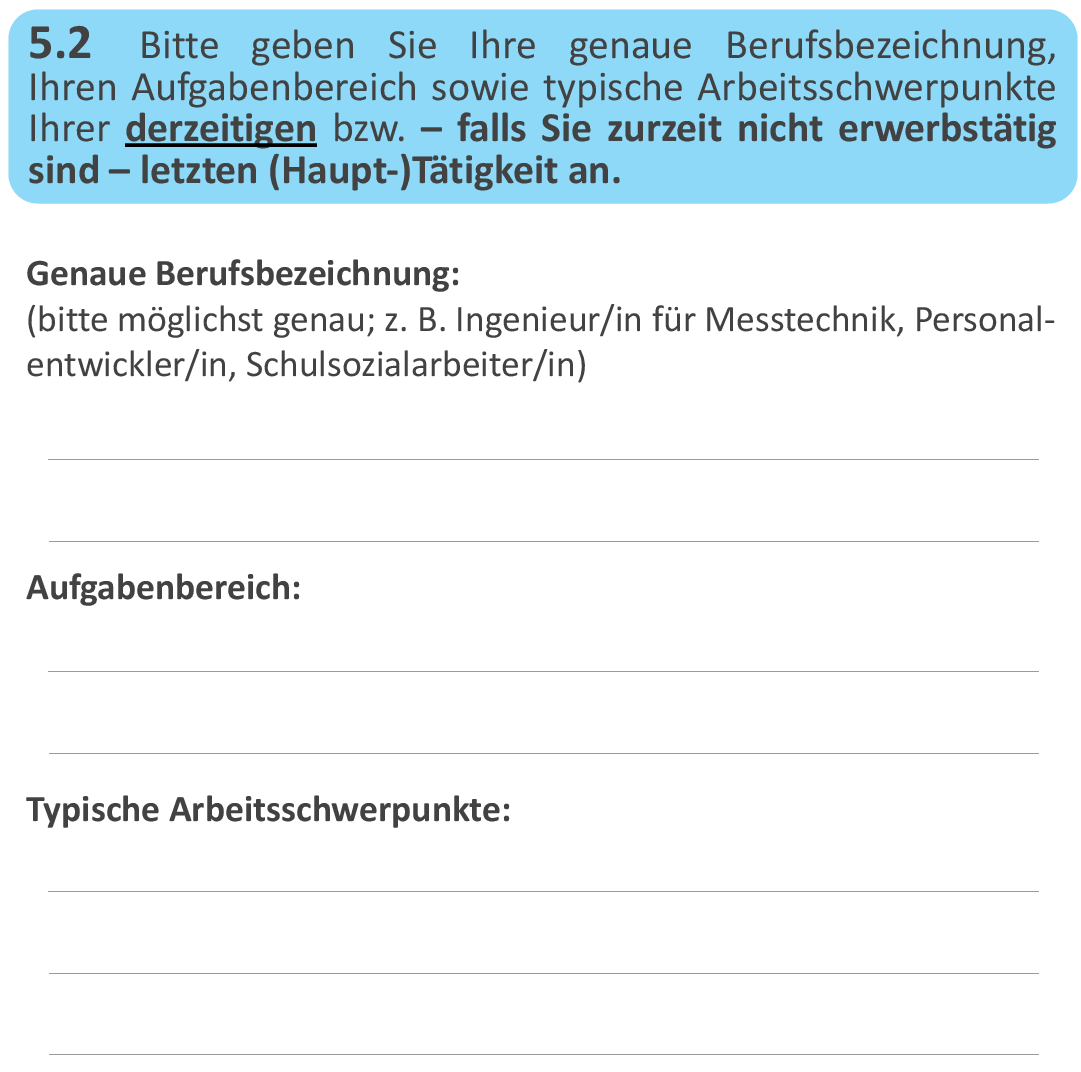 5.2 Bitte geben Sie Ihre genaue Berufsbezeichnung,
Ihren Aufgabenbereich sowie typische Arbeitsschwerpunkte
Ihrer derzeitigen bzw. – falls Sie zurzeit nicht erwerbstätig
sind – letzten (Haupt-)Tätigkeit an.
Genaue Berufsbezeichnung:
(bitte möglichst genau; z. B. Ingenieur/in für Messtechnik, Personal-
entwickler/in, Schulsozialarbeiter/in)
Aufgabenbereich:
Typische Arbeitsschwerpunkte: